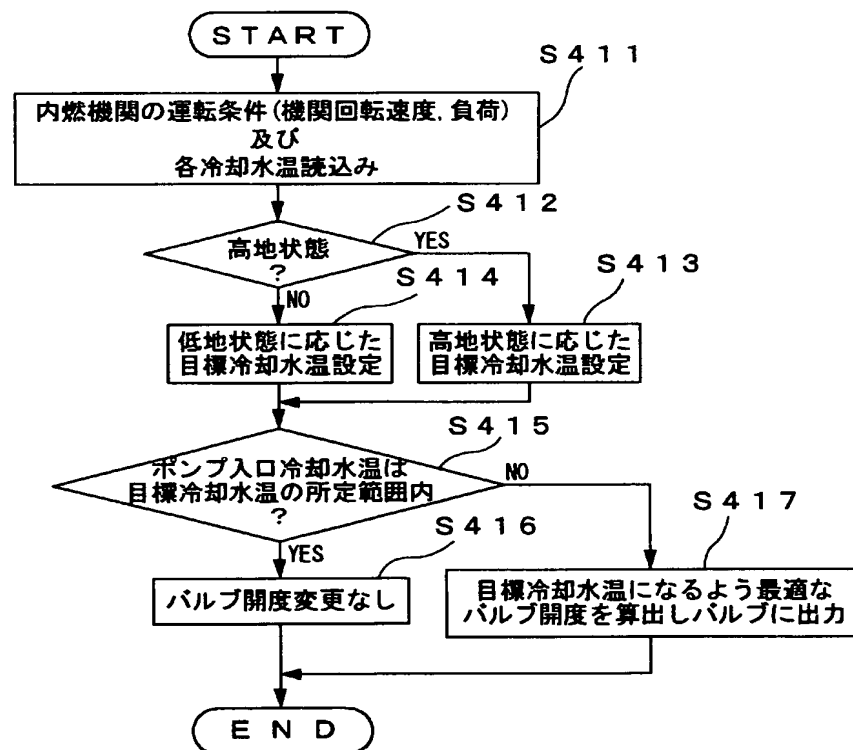 START
S411
内燃機関の運転条件(機関回転速度,負荷)
及び
各冷却水温読込み
S412
高地状態
?
YES
NO
S414
S413
低地状態に応じた
目標冷却水温設定
高地状態に応じた
目標冷却水温設定
S415
ポンプ入口冷却水温は
目標冷却水温の所定範囲内
?
NO
YES
S416
S417
バルブ開度変更なし
目標冷却水温になるよう最適な
バルブ開度を算出しバルブに出力
END